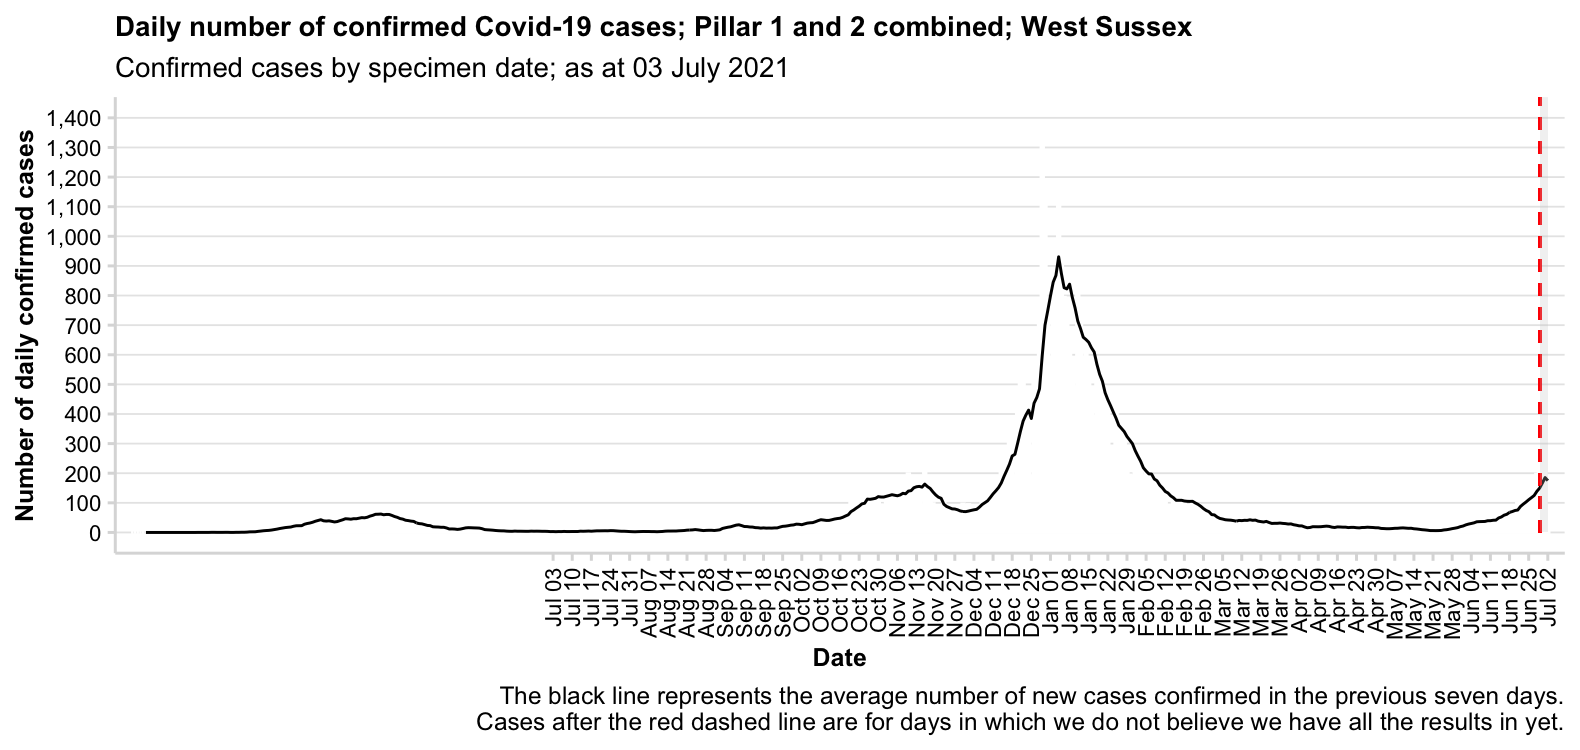 Daily number of confirmed Covid-19 cases; Pillar 1 and 2 combined; West Sussex
Confirmed cases by specimen date; as at 03 July 2021
Number of daily confirmed cases
1,400
1,300
1,200
1,100
1,000
900
800
700
600
500
400
300
200
100
0
Jul 03
Jul 10
Jul 17
Jul 24
Jul 31
Aug 07
Aug 14
Aug 21
Aug 28
Sep 04
Sep 11
Sep 18
Sep 25
Oct 02
Oct 09
Oct 16
Oct 23
Oct 30
Nov 06
Nov 13
Nov 20
Nov 27
Dec 04
Dec 11
Dec 18
Dec 25
Jan 01
Jan 08
Jan 15
Jan 22
Jan 29
Feb 05
Feb 12
Feb 19
Feb 26
Mar 05
Mar 12
Mar 19
Mar 26
Apr 02
Apr 09
Apr 16
Apr 23
Apr 30
May 07
May 14
May 21
May 28
Jun 04
Jun 11
Jun 18
Jun 25
Jul 02
Date
The black line represents the average number of new cases confirmed in the previous seven days.
Cases after the red dashed line are for days in which we do not believe we have all the results in yet.